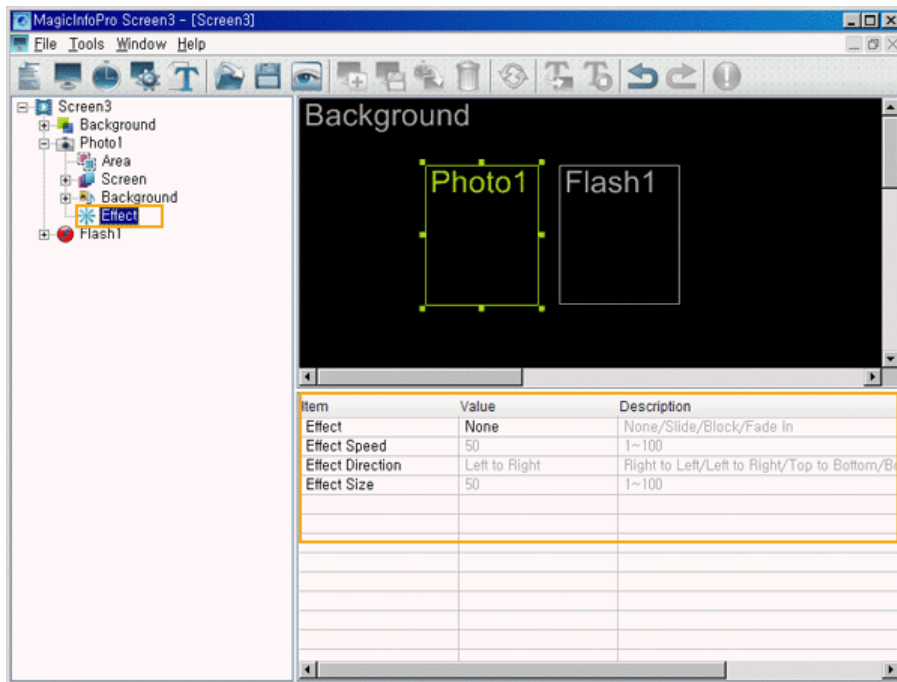 MagicInfoPro Screen3 - [Screen3]
File Tools Window Help
Screen3
Background
Photo1
Area
Screen
Background
Effect
Flash1
Background
Photo1
Flash1
Item Value Description
Effect None None/Slide/Block/Fade In
Effect Speed 50 1~100
Effect Direction Left to Right Right to Left/Left to Right/Top to Bottom/Bo
Effect Size 50 1~100